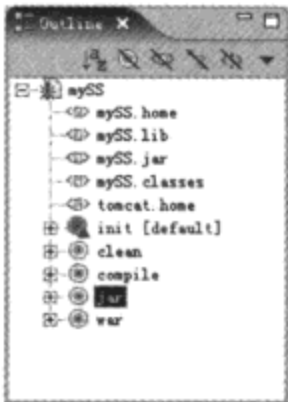 Outline
mySS
mySS.home
mySS.lib
mySS.jar
mySS.classes
tomcat.home
init [default]
clean
compile
jar
war